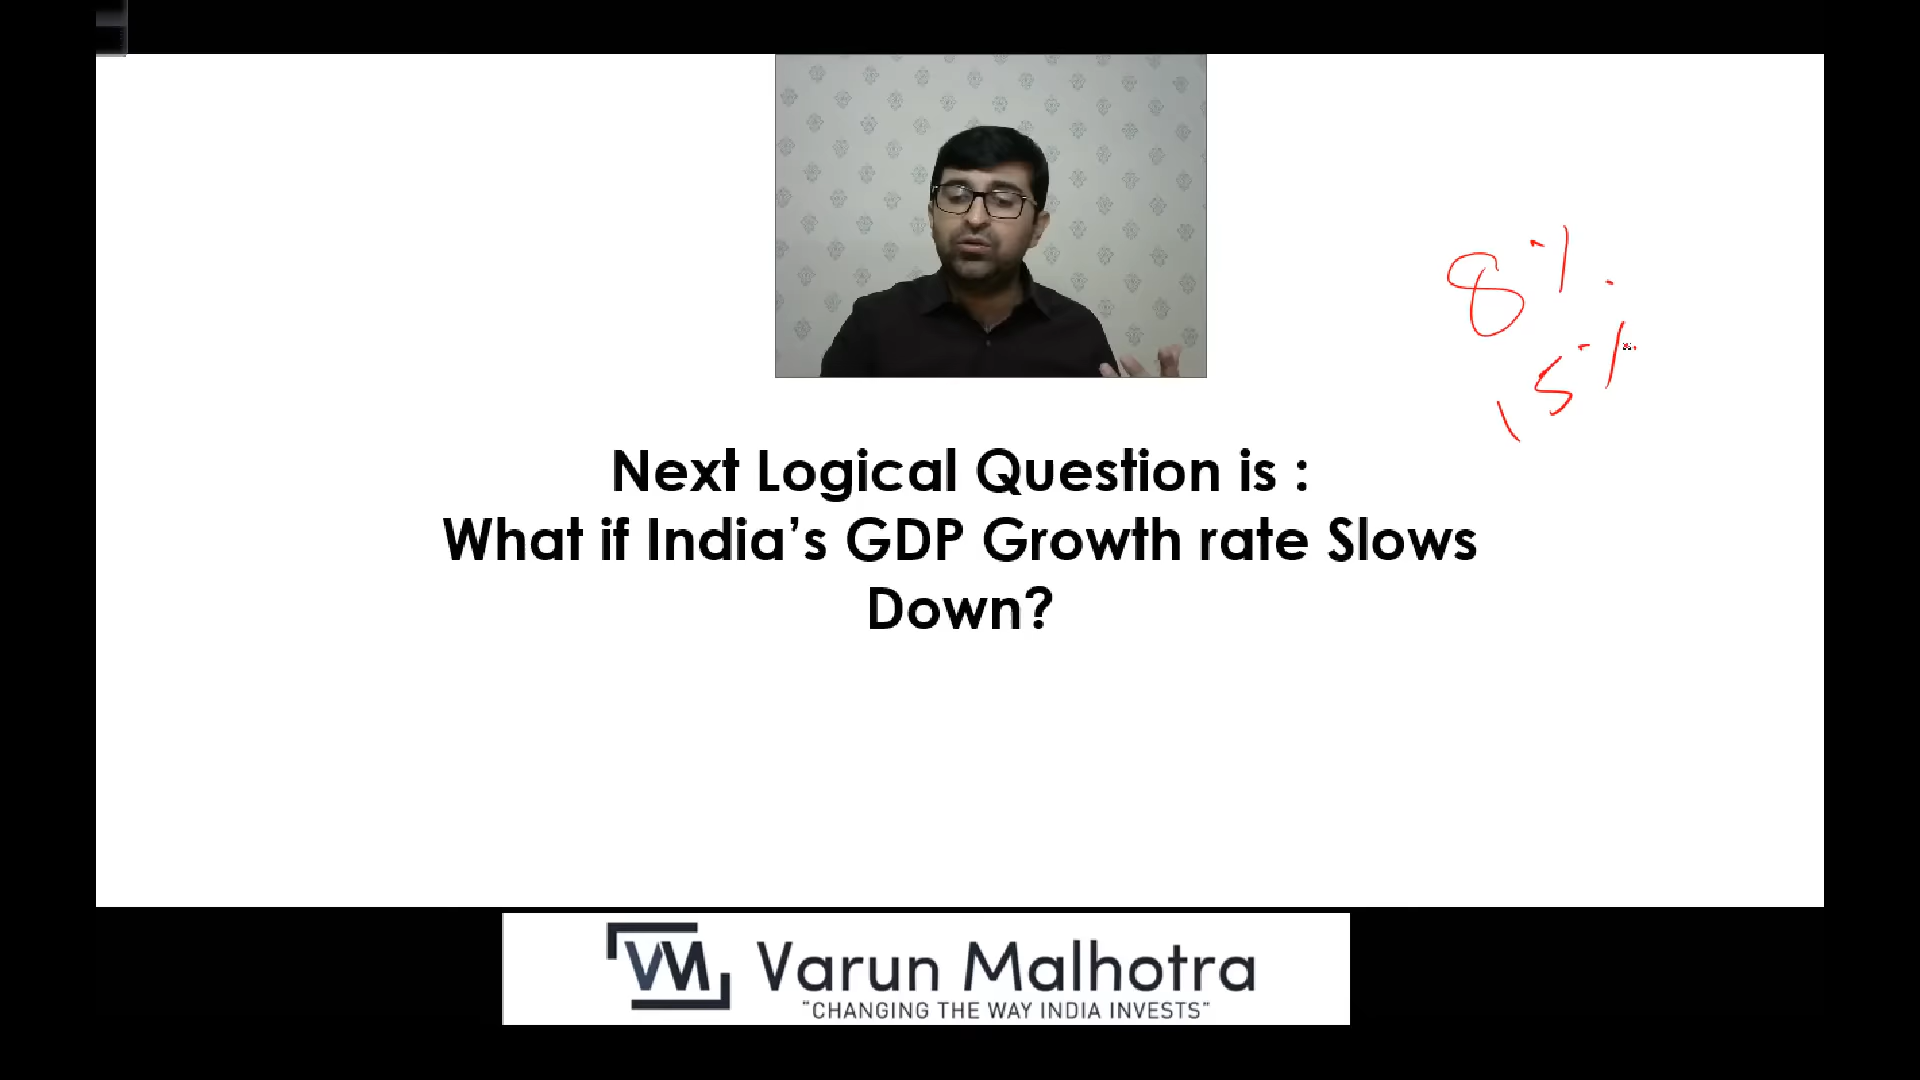 8%.
15%
Next Logical Question is :
What if India’s GDP Growth rate Slows
Down?
VM Varun Malhotra
"CHANGING THE WAY INDIA INVESTS"